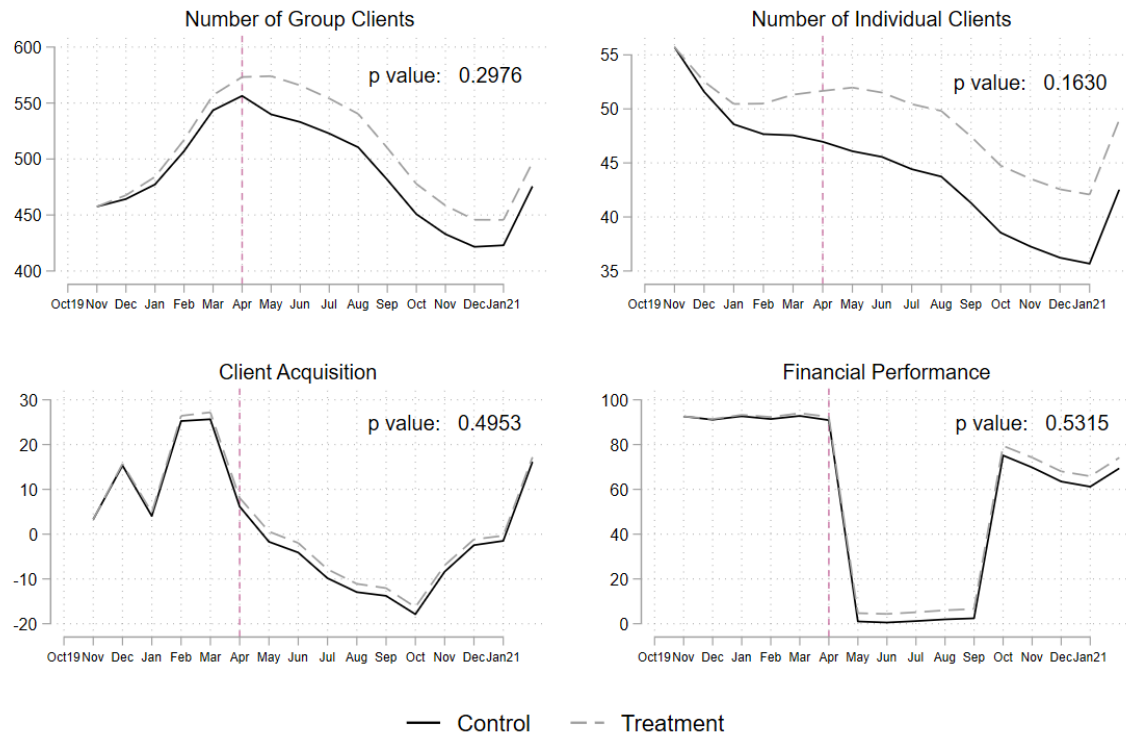 Number of Group Clients
600
550
500
450
400
p value: 0.2976
Oct19 Nov Dec Jan Feb Mar Apr May Jun Jul Aug Sep Oct Nov Dec Jan21
Number of Individual Clients
55
50
45
40
35
p value: 0.1630
Oct19 Nov Dec Jan Feb Mar Apr May Jun Jul Aug Sep Oct Nov Dec Jan21
Client Acquisition
30
20
10
0
-10
-20
p value: 0.4953
Oct19 Nov Dec Jan Feb Mar Apr May Jun Jul Aug Sep Oct Nov Dec Jan21
Financial Performance
100
80
60
40
20
0
p value: 0.5315
Oct19 Nov Dec Jan Feb Mar Apr May Jun Jul Aug Sep Oct Nov Dec Jan21
Control Treatment